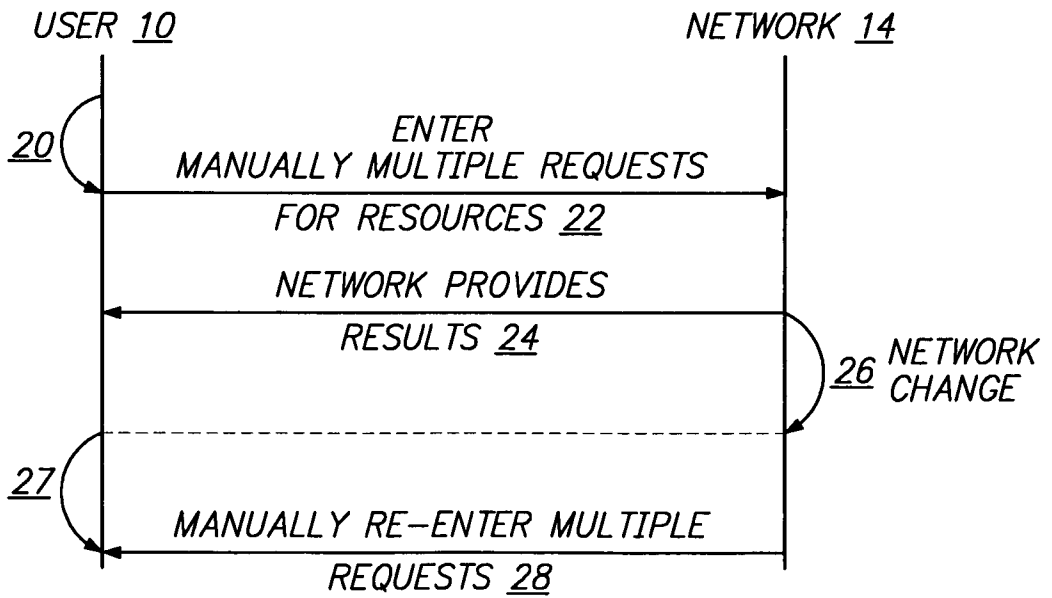 USER 10
NETWORK 14
20
ENTER
MANUALLY MULTIPLE REQUESTS
FOR RESOURCES 22
NETWORK PROVIDES
RESULTS 24
26 NETWORK
CHANGE
27
MANUALLY RE-ENTER MULTIPLE
REQUESTS 28